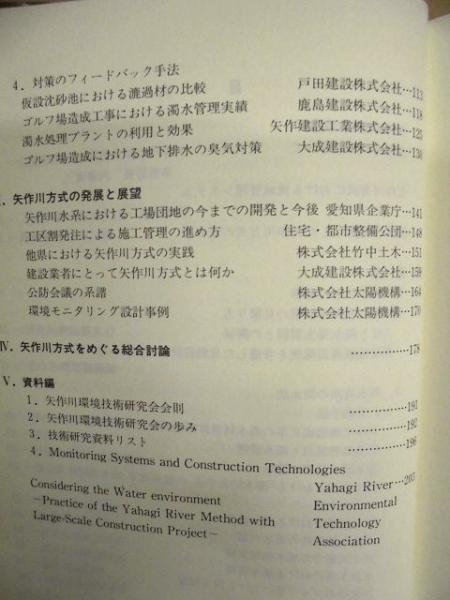 4. 対策のフィードバック手法
仮設沈砂池における濾過材の比較 戸田建設株式会社…113
ゴルフ場造成工事における濁水管理実績 鹿島建設株式会社…118
濁水処理プラントの利用と効果 矢作建設工業株式会社…125
ゴルフ場造成における地下排水の臭気対策 大成建設株式会社…130
矢作川方式の発展と展望
矢作川水系における工場団地の今までの開発と今後 愛知県企業庁…141
工区割発注による施工管理の進め方 住宅・都市整備公団…148
他県における矢作川方式の実践 株式会社竹中土木…151
建設業者にとって矢作川方式とは何か 大成建設株式会社…159
公防会議の系譜 株式会社太陽機構…164
環境モニタリング設計事例 株式会社太陽機構…170
Ⅳ. 矢作川方式をめぐる総合討論 ……………178
Ⅴ. 資料編
1. 矢作川環境技術研究会会則 ……………191
2. 矢作川環境技術研究会の歩み ……………192
3. 技術研究資料リスト ……………196
4. Monitoring Systems and Construction Technologies
Considering the Water environment Yahagi River…203
−Practice of the Yahagi River Method with Environmental
Large-Scale Construction Project− Technology
Association